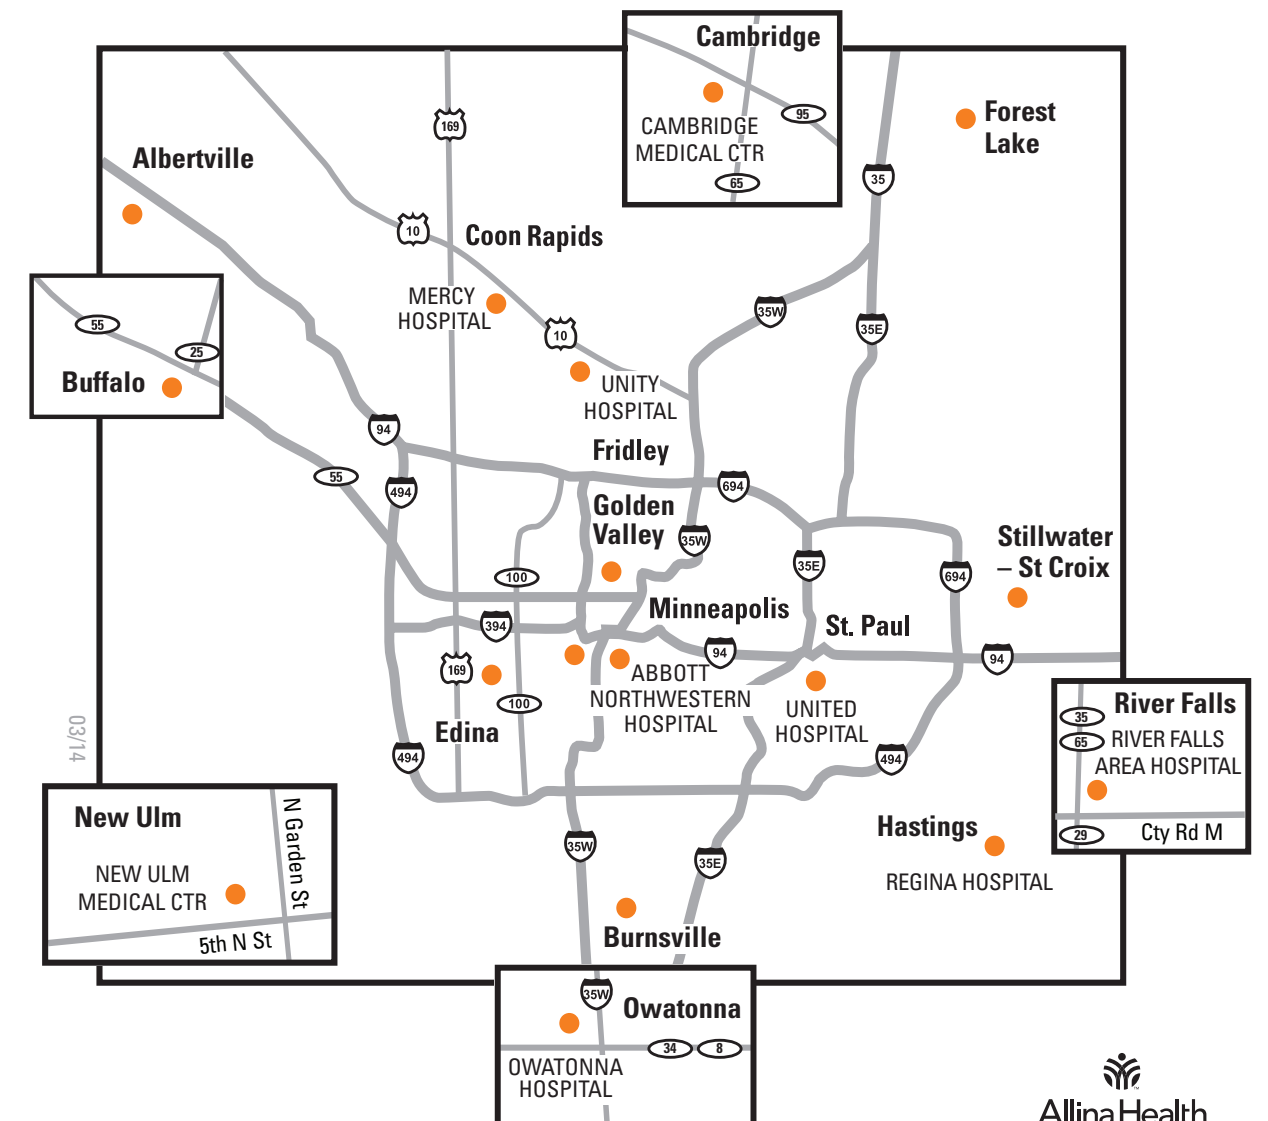 Cambridge
95
CAMBRIDGE
MEDICAL CTR
65
Forest
Lake
169
35
Albertville
10
Coon Rapids
MERCY
HOSPITAL
10
35W
35E
55
25
Buffalo
UNITY
HOSPITAL
94
Fridley
55
494
694
Golden
Valley
35W
35E
Stillwater
– St Croix
694
100
Minneapolis
394
St. Paul
94
94
169
ABBOTT
NORTHWESTERN
HOSPITAL
100
UNITED
HOSPITAL
Edina
03/14
494
494
River Falls
35
65
RIVER FALLS
AREA HOSPITAL
29
Cty Rd M
New Ulm
N Garden St
NEW ULM
MEDICAL CTR
5th N St
35W
35E
Hastings
REGINA HOSPITAL
Burnsville
35W
Owatonna
34
8
OWATONNA
HOSPITAL
Allina Health